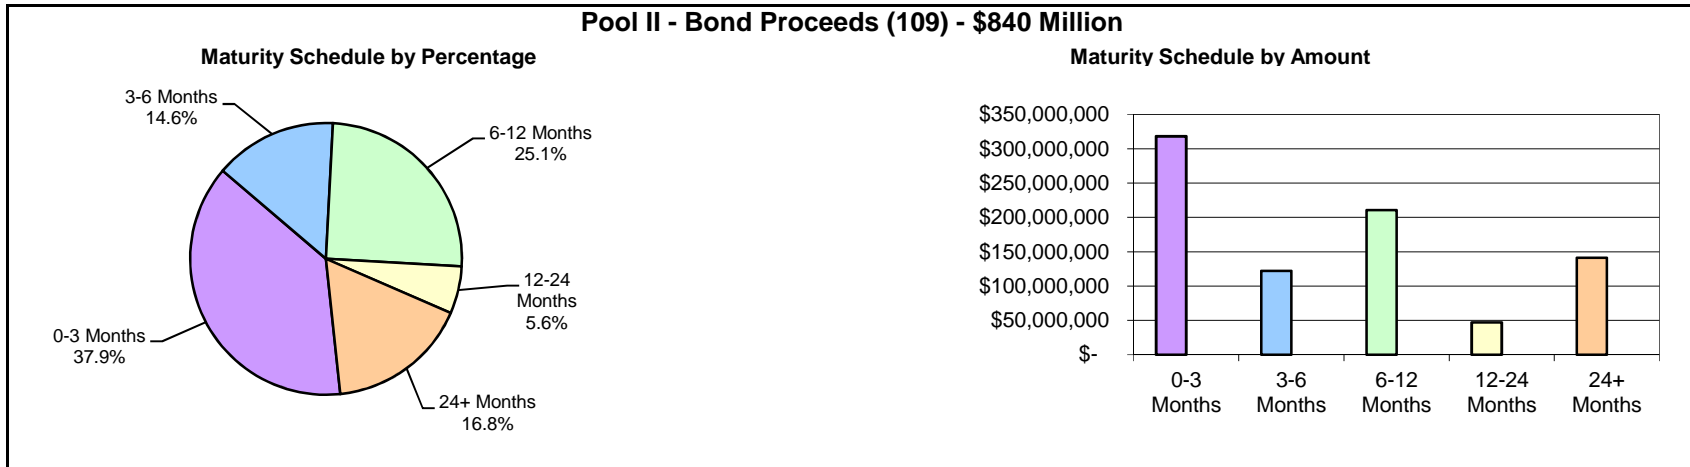 Pool II - Bond Proceeds (109) - $840 Million
Maturity Schedule by Percentage
3-6 Months
14.6%
6-12 Months
25.1%
12-24
Months
5.6%
0-3 Months
37.9%
24+ Months
16.8%
Maturity Schedule by Amount
$350,000,000
$300,000,000
$250,000,000
$200,000,000
$150,000,000
$100,000,000
$50,000,000
$-
0-3
Months
3-6
Months
6-12
Months
12-24
Months
24+
Months